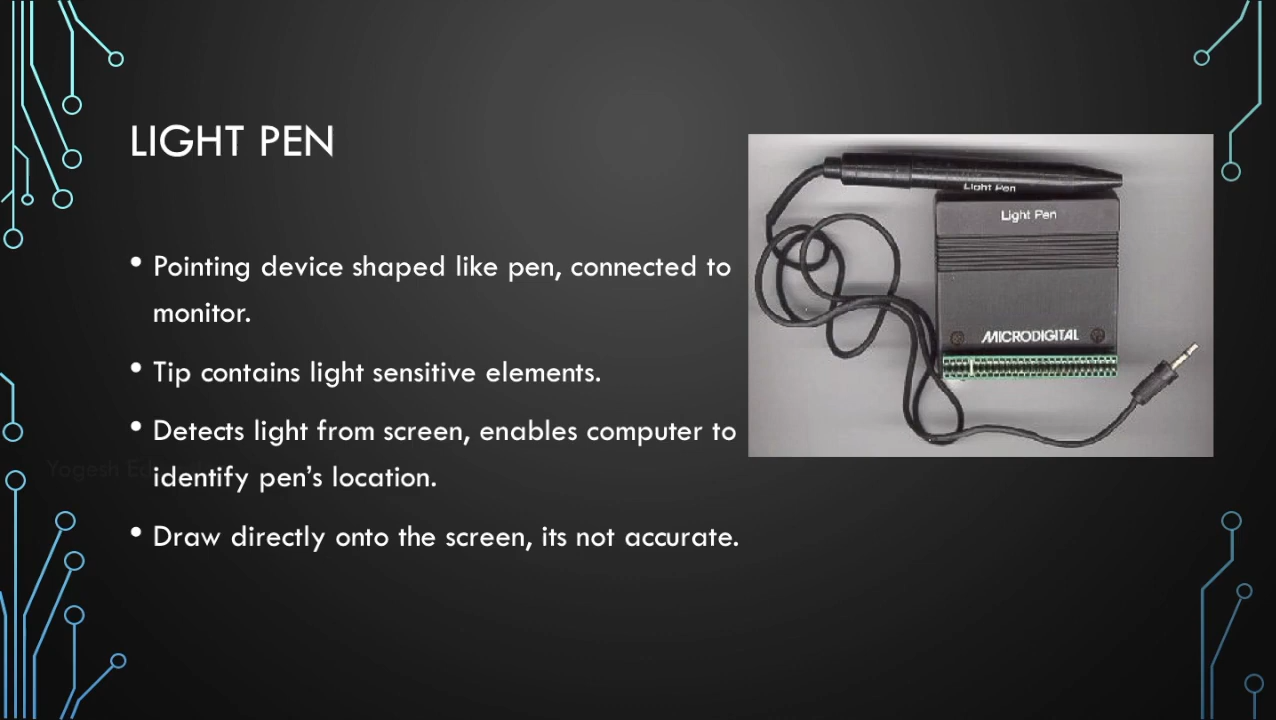 LIGHT PEN
• Pointing device shaped like pen, connected to
monitor.
• Tip contains light sensitive elements.
• Detects light from screen, enables computer to
identify pen’s location.
• Draw directly onto the screen, its not accurate.
Light Pen
Light Pen
MICRODIGITAL
Yogesh